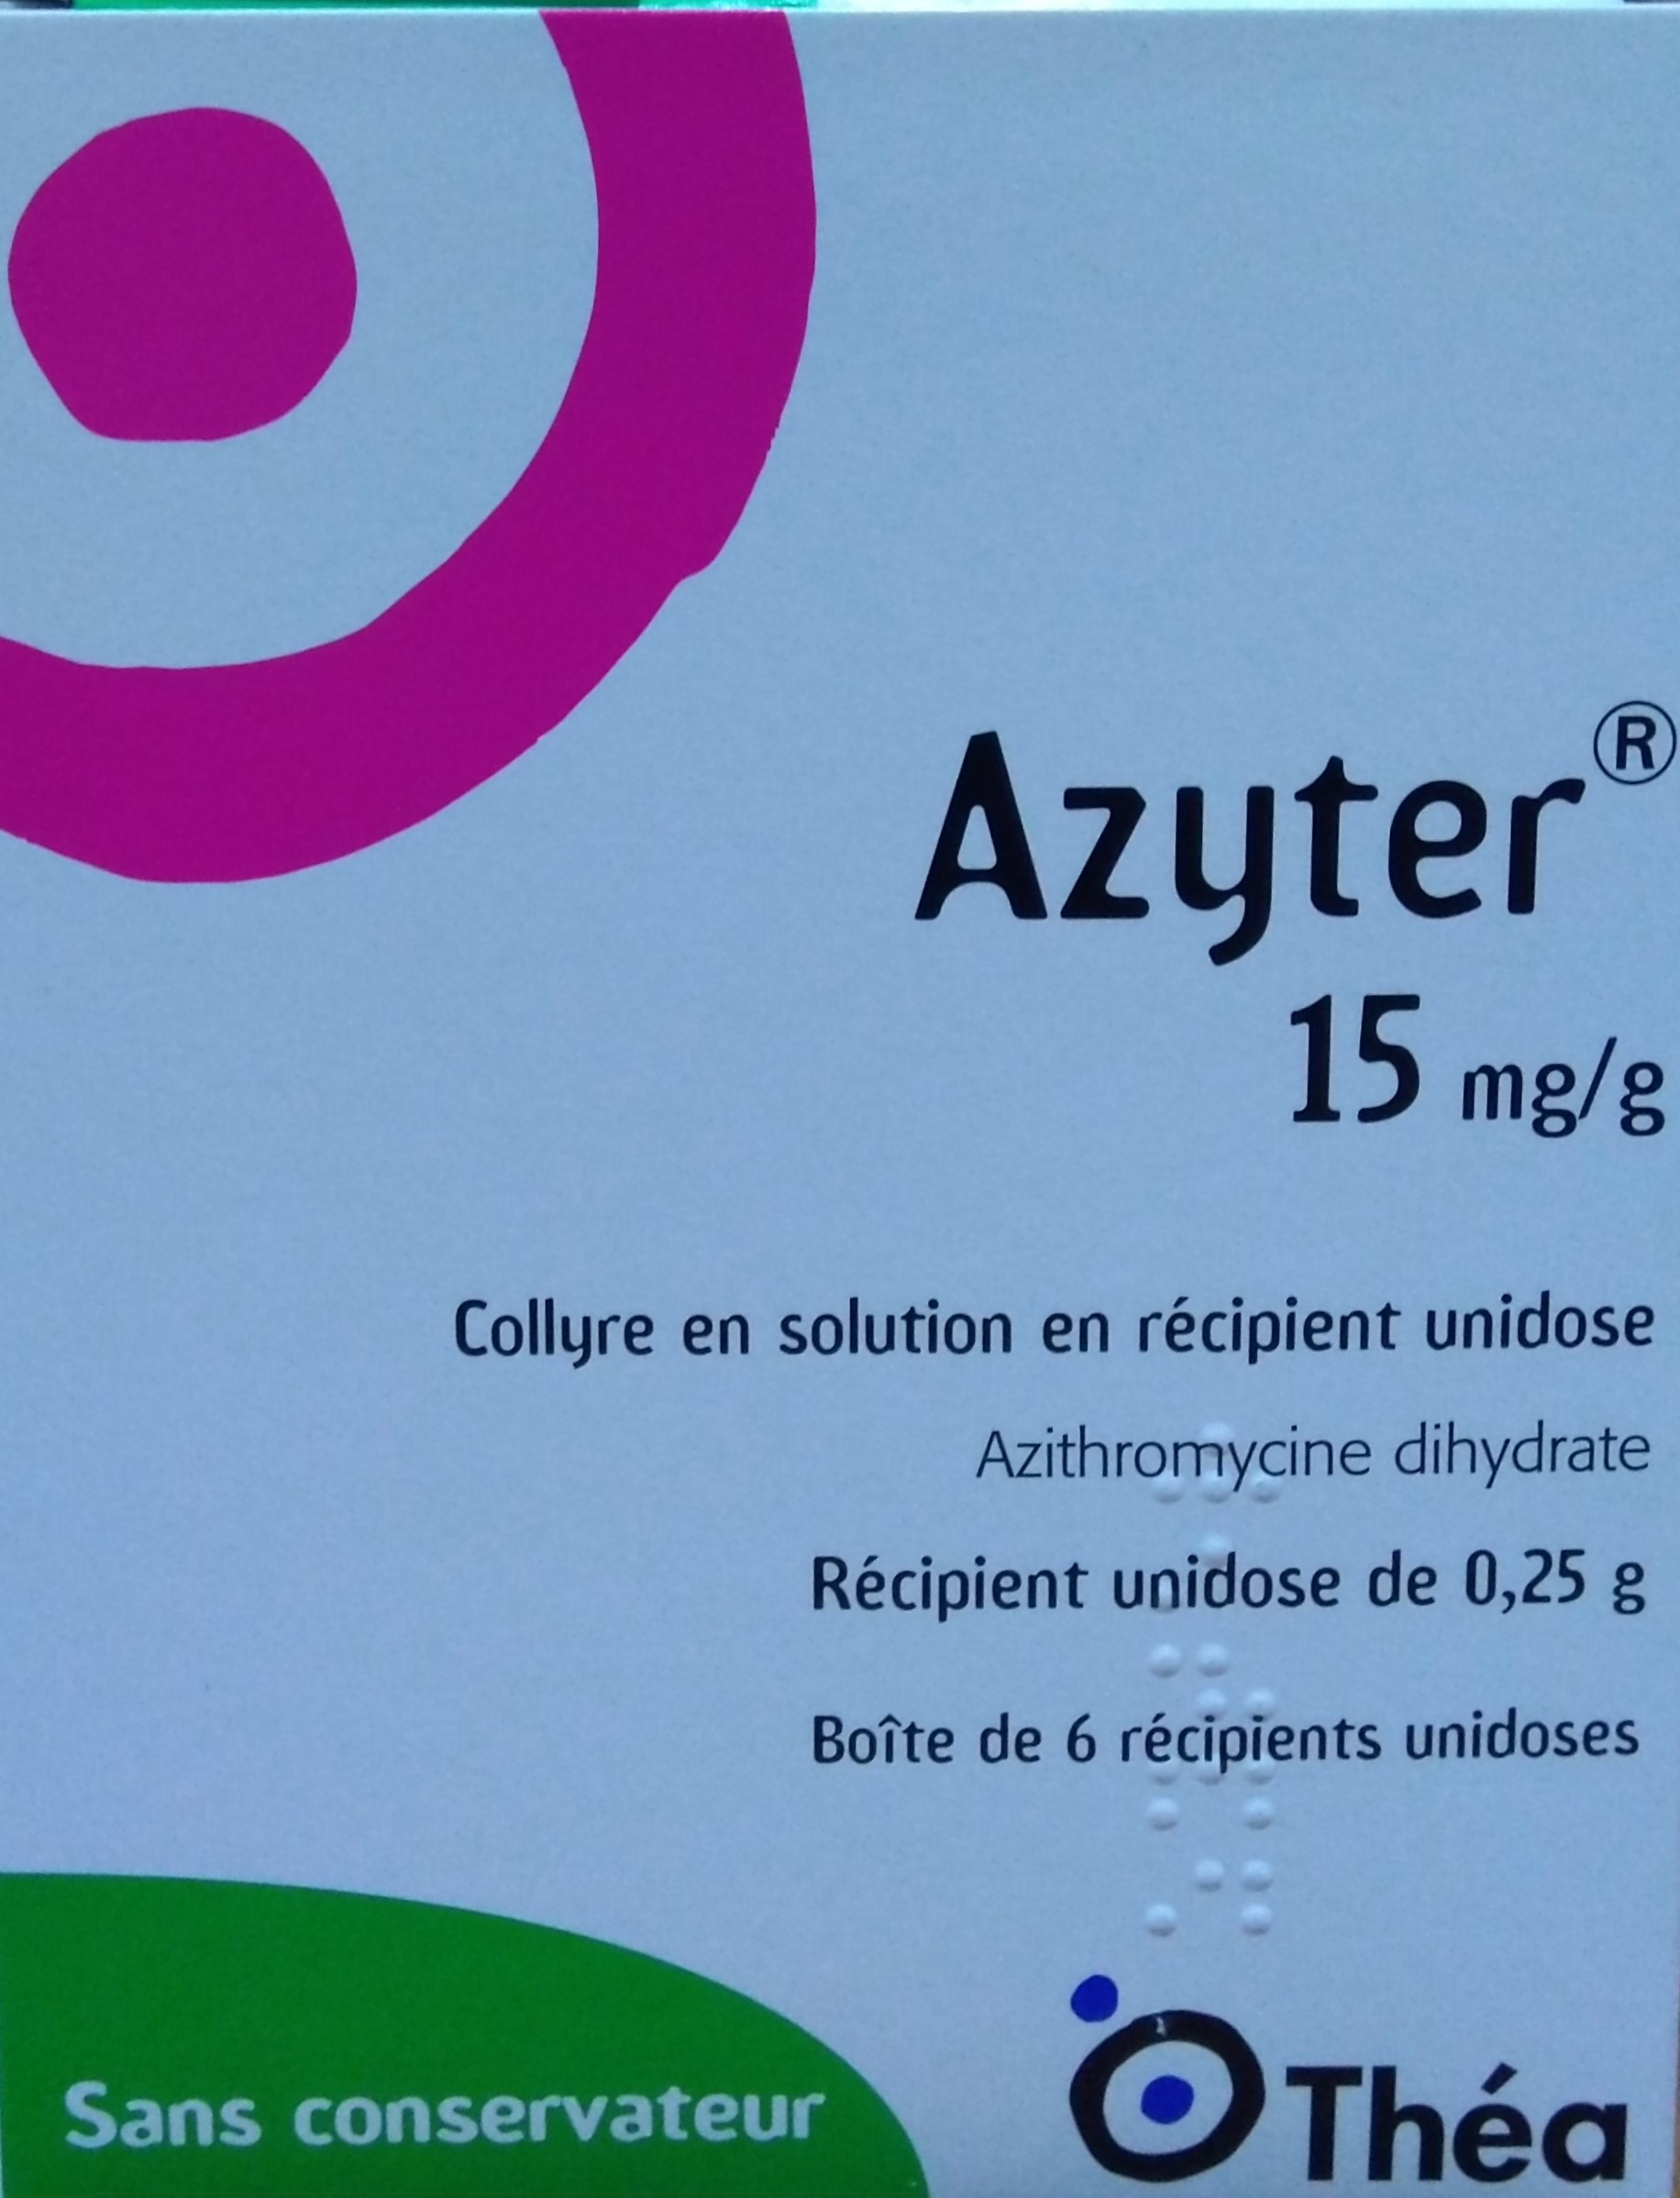 Azyter®
15 mg/g
Collyre en solution en récipient unidose
Azithromycine dihydrate
Récipient unidose de 0,25 g
Boîte de 6 récipients unidoses
Sans conservateur
Théa